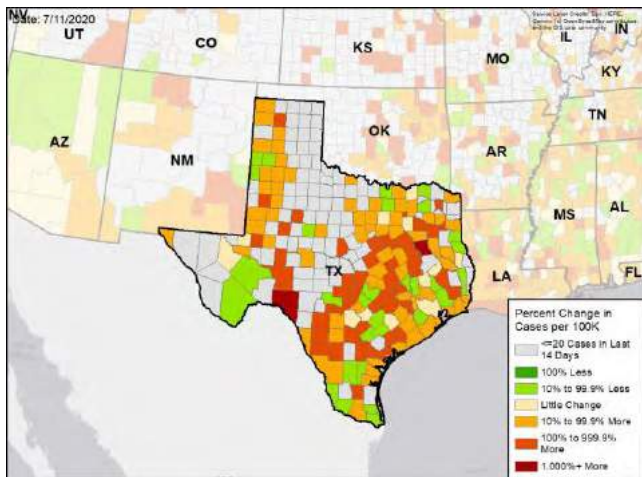 NV
Date: 7/11/2020
UT
CO
KS
MO
IL
IN
KY
AZ
NM
OK
AR
TN
MS
AL
TX
LA
FL
Percent Change in
Cases per 100K
<=20 Cases in Last
14 Days
100% Less
10% to 99.9% Less
Little Change
10% to 99.9% More
100% to 999.9%
More
1,000%+ More